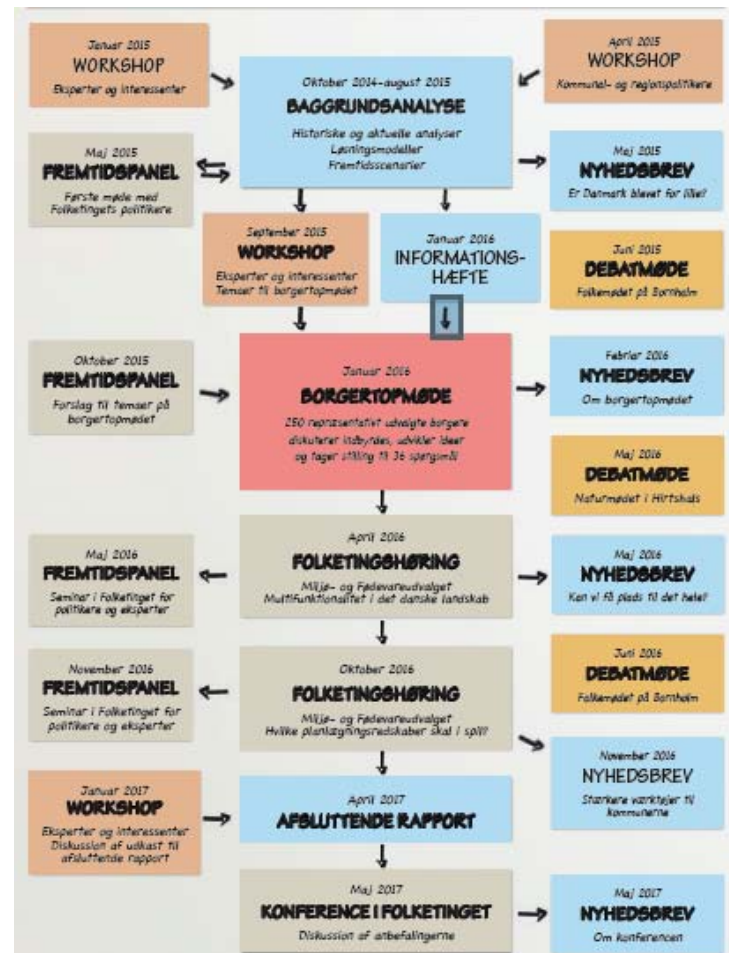 Januar 2015
WORKSHOP
Eksperter og interessenter
Oktober 2014-august 2015
BAGGRUNDSANALYSE
Historiske og aktuelle analyser
Løsningsmodeller
Fremtidsscenarier
April 2015
WORKSHOP
Kommunal- og regionspolitikere
Maj 2015
FREMTIDSPANEL
Første møde med
Folketingets politikere
Maj 2015
NYHEDSBREV
Er Danmark blevet for lille?
September 2015
WORKSHOP
Eksperter og interessenter
Temaer til borgertopmødet
Januar 2016
INFORMATIONS-
HÆFTE
Juni 2015
DEBATMØDE
Folkemødet på Bornholm
Oktober 2015
FREMTIDSPANEL
Forslag til temaer på
borgertopmødet
Januar 2016
BORGERTOPMØDE
250 repræsentativt udvalgte borgere
diskuterer indbyrdes, udvikler ideer
og tager stilling til 36 spørgsmål
Februar 2016
NYHEDSBREV
Om borgertopmødet
Maj 2016
DEBATMØDE
Naturmødet i Hirtshals
Maj 2016
FREMTIDSPANEL
Seminar i Folketinget for
politikere og eksperter
April 2016
FOLKETINGSHØRING
Miljø- og Fødevareudvalget
Multifunktionalitet i det danske landskab
Maj 2016
NYHEDSBREV
Kan vi få plads til det hele?
November 2016
FREMTIDSPANEL
Seminar i Folketinget for
politikere og eksperter
Oktober 2016
FOLKETINGSHØRING
Miljø- og Fødevareudvalget
Hvilke planlægningsredskaber skal i spil?
Juni 2016
DEBATMØDE
Folkemødet på Bornholm
November 2016
NYHEDSBREV
Stærkere værktøjer til
kommunerne
Januar 2017
WORKSHOP
Eksperter og interessenter
Diskussion af udkast til
afsluttende rapport
April 2017
AFSLUTTENDE RAPPORT
Maj 2017
KONFERENCE I FOLKETINGET
Diskussion af anbefalingerne
Maj 2017
NYHEDSBREV
Om konferencen